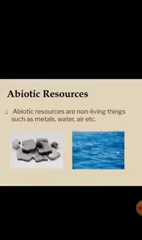 Abiotic Resources
Abiotic resources are non-living things
such as metals, water, air etc.